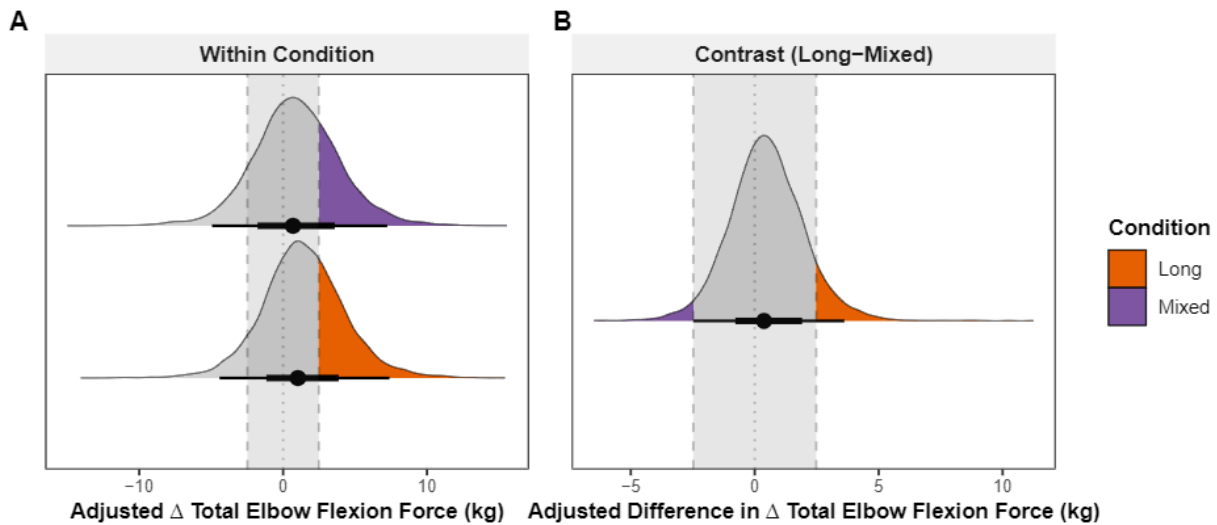 A
Within Condition
−10
0
10
Adjusted Δ Total Elbow Flexion Force (kg)
B
Contrast (Long−Mixed)
−5
0
5
10
Adjusted Difference in Δ Total Elbow Flexion Force (kg)
Condition
Long
Mixed